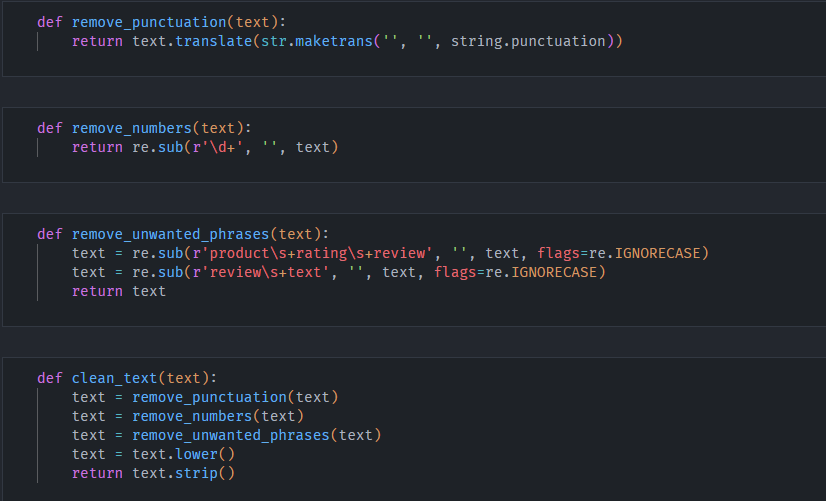 def remove_punctuation(text):
    return text.translate(str.maketrans('', '', string.punctuation))
def remove_numbers(text):
    return re.sub(r'\d+', '', text)
def remove_unwanted_phrases(text):
    text = re.sub(r'product\s+rating\s+review', '', text, flags=re.IGNORECASE)
    text = re.sub(r'review\s+text', '', text, flags=re.IGNORECASE)
    return text
def clean_text(text):
    text = remove_punctuation(text)
    text = remove_numbers(text)
    text = remove_unwanted_phrases(text)
    text = text.lower()
    return text.strip()